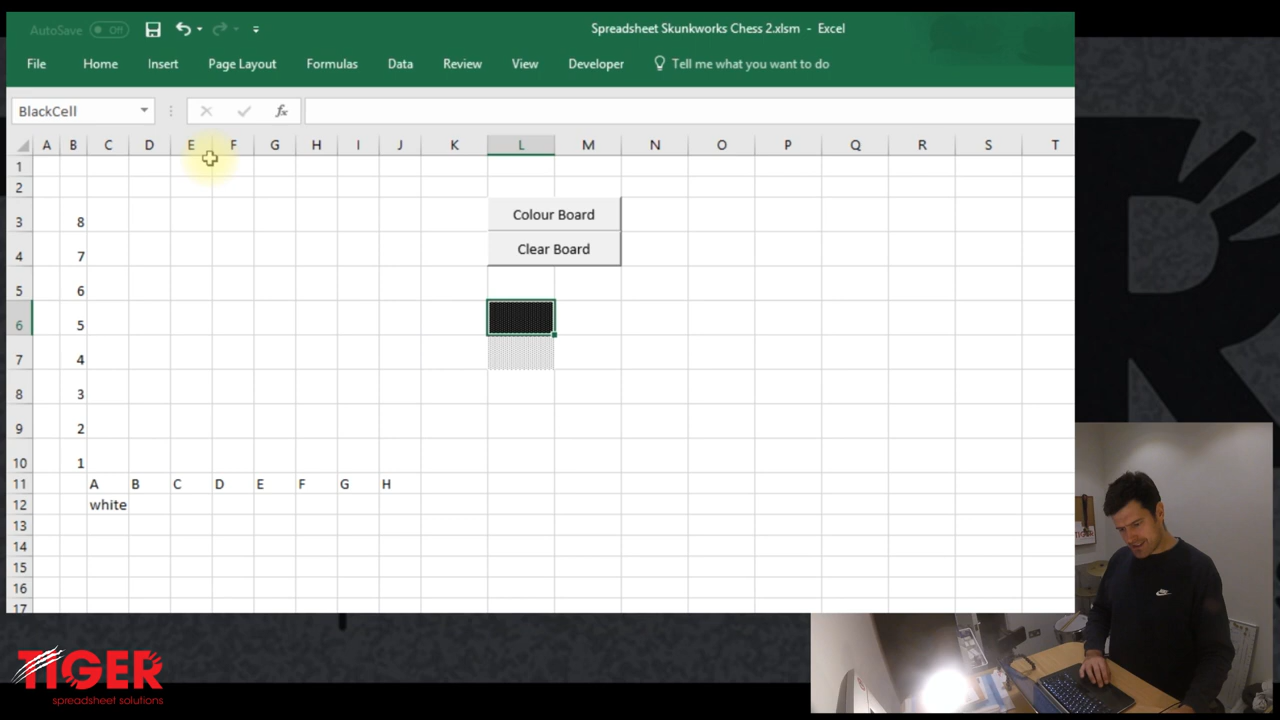 AutoSave Off
Spreadsheet Skunkworks Chess 2.xlsm - Excel
File Home Insert Page Layout Formulas Data Review View Developer Tell me what you want to do
BlackCell fx
A B C D E F G H I J K L M N O P Q R S T
1
2
3 8 Colour Board
4 7 Clear Board
5 6
6 5
7 4
8 3
9 2
10 1
11 A B C D E F G H
12 white
13
14
15
16
17
TIGER
spreadsheet solutions